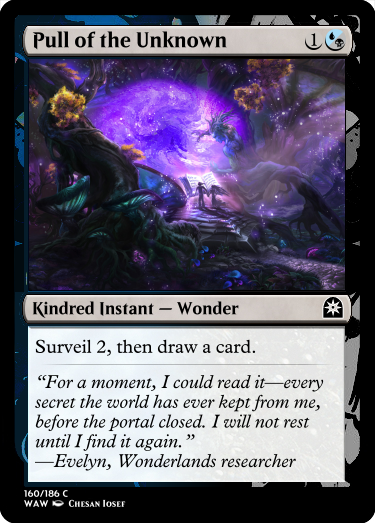 Pull of the Unknown 1
Kindred Instant — Wonder
Surveil 2, then draw a card.
“For a moment, I could read it—every
secret the world has ever kept from me,
before the portal closed. I will not rest
until I find it again.”
—Evelyn, Wonderlands researcher
160/186 C
WAW Chesan Iosef